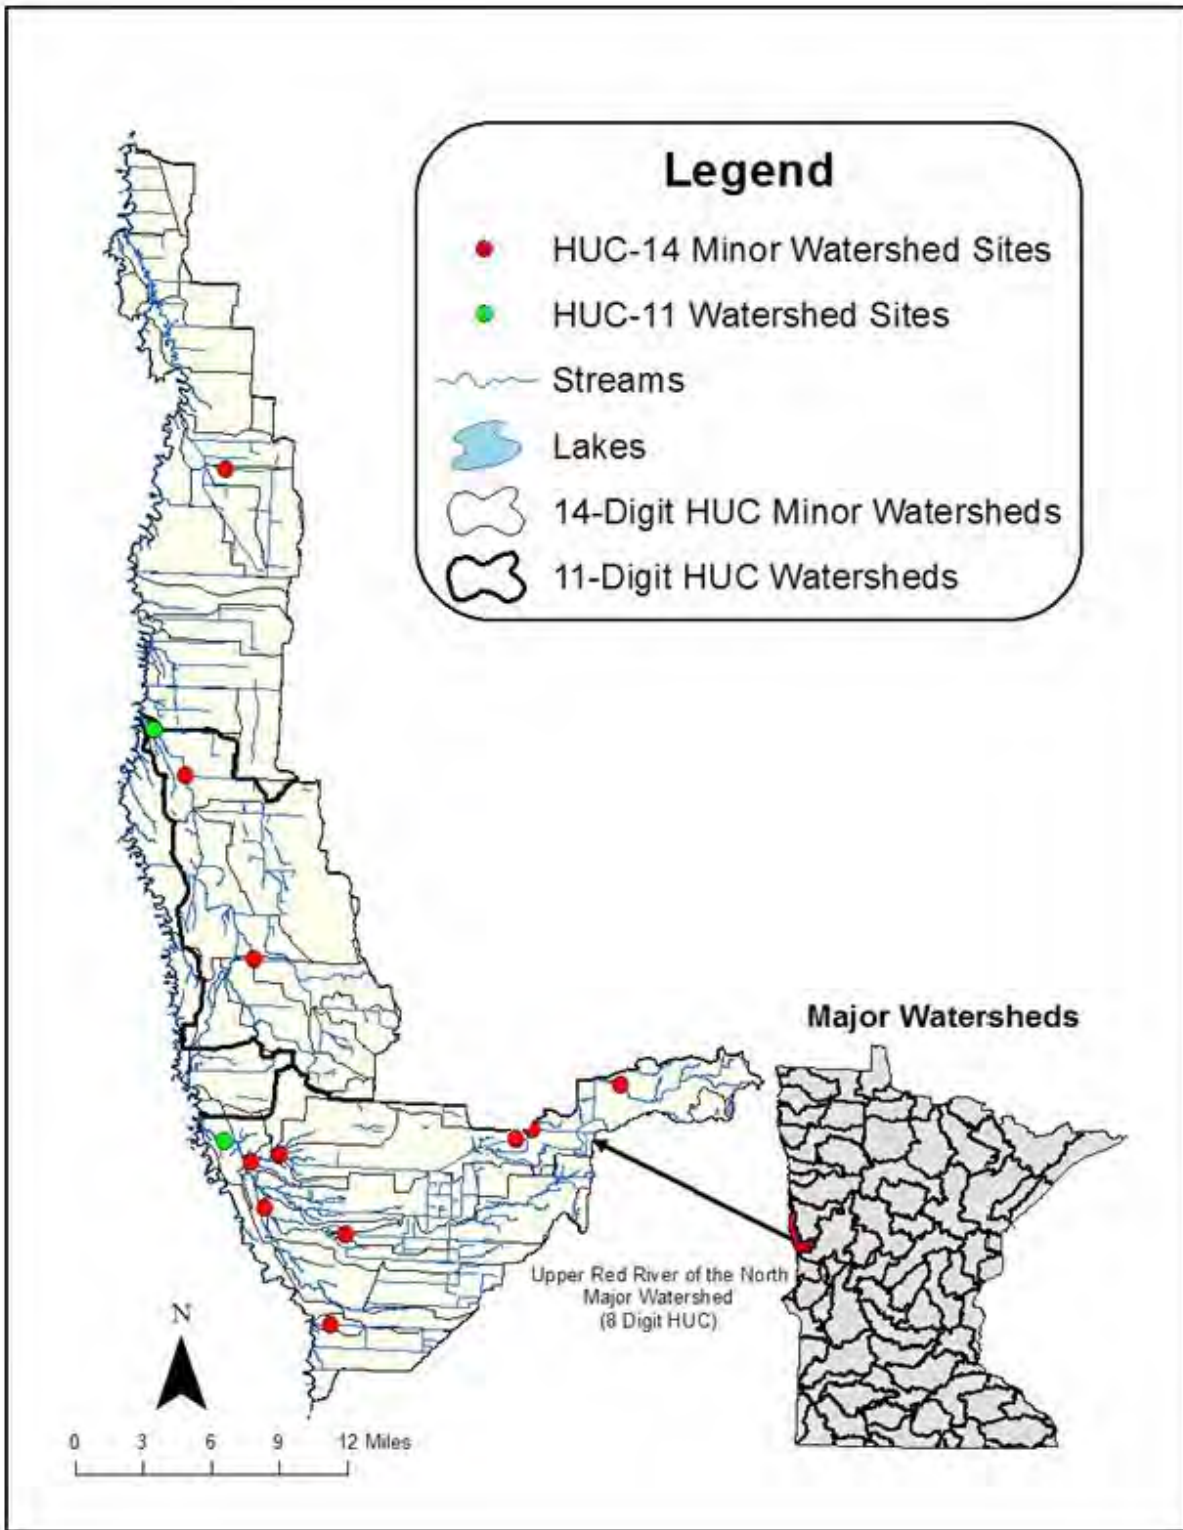 Legend
HUC-14 Minor Watershed Sites
HUC-11 Watershed Sites
Streams
Lakes
14-Digit HUC Minor Watersheds
11-Digit HUC Watersheds
Major Watersheds
Upper Red River of the North
Major Watershed
(8 Digit HUC)
N
0 3 6 9 12 Miles